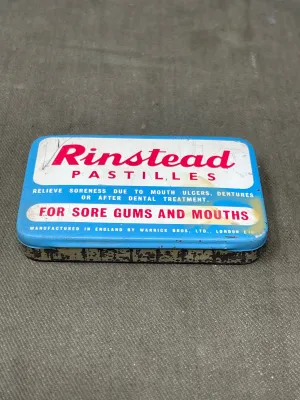 Rinstead
PASTILLES
RELIEVE SORENESS DUE TO MOUTH ULCERS, DENTURES
OR AFTER DENTAL TREATMENT.
FOR SORE GUMS AND MOUTHS
MANUFACTURED IN ENGLAND BY WARRICK BROS., LTD., LONDON